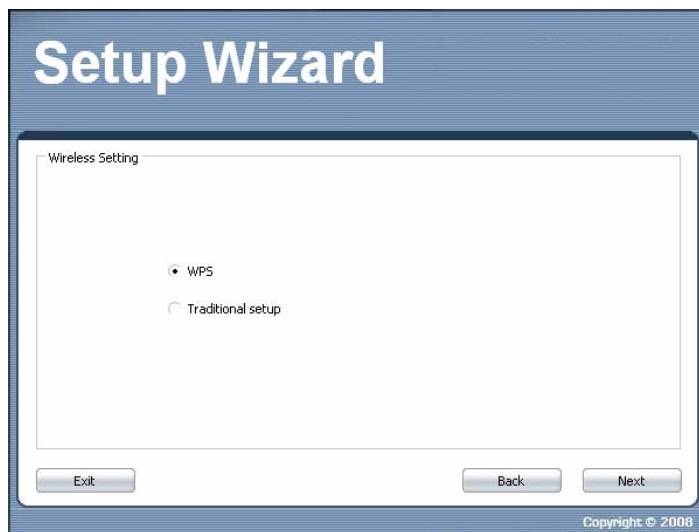 Setup Wizard
Wireless Setting
WPS
Traditional setup
Exit
Back
Next
Copyright © 2008